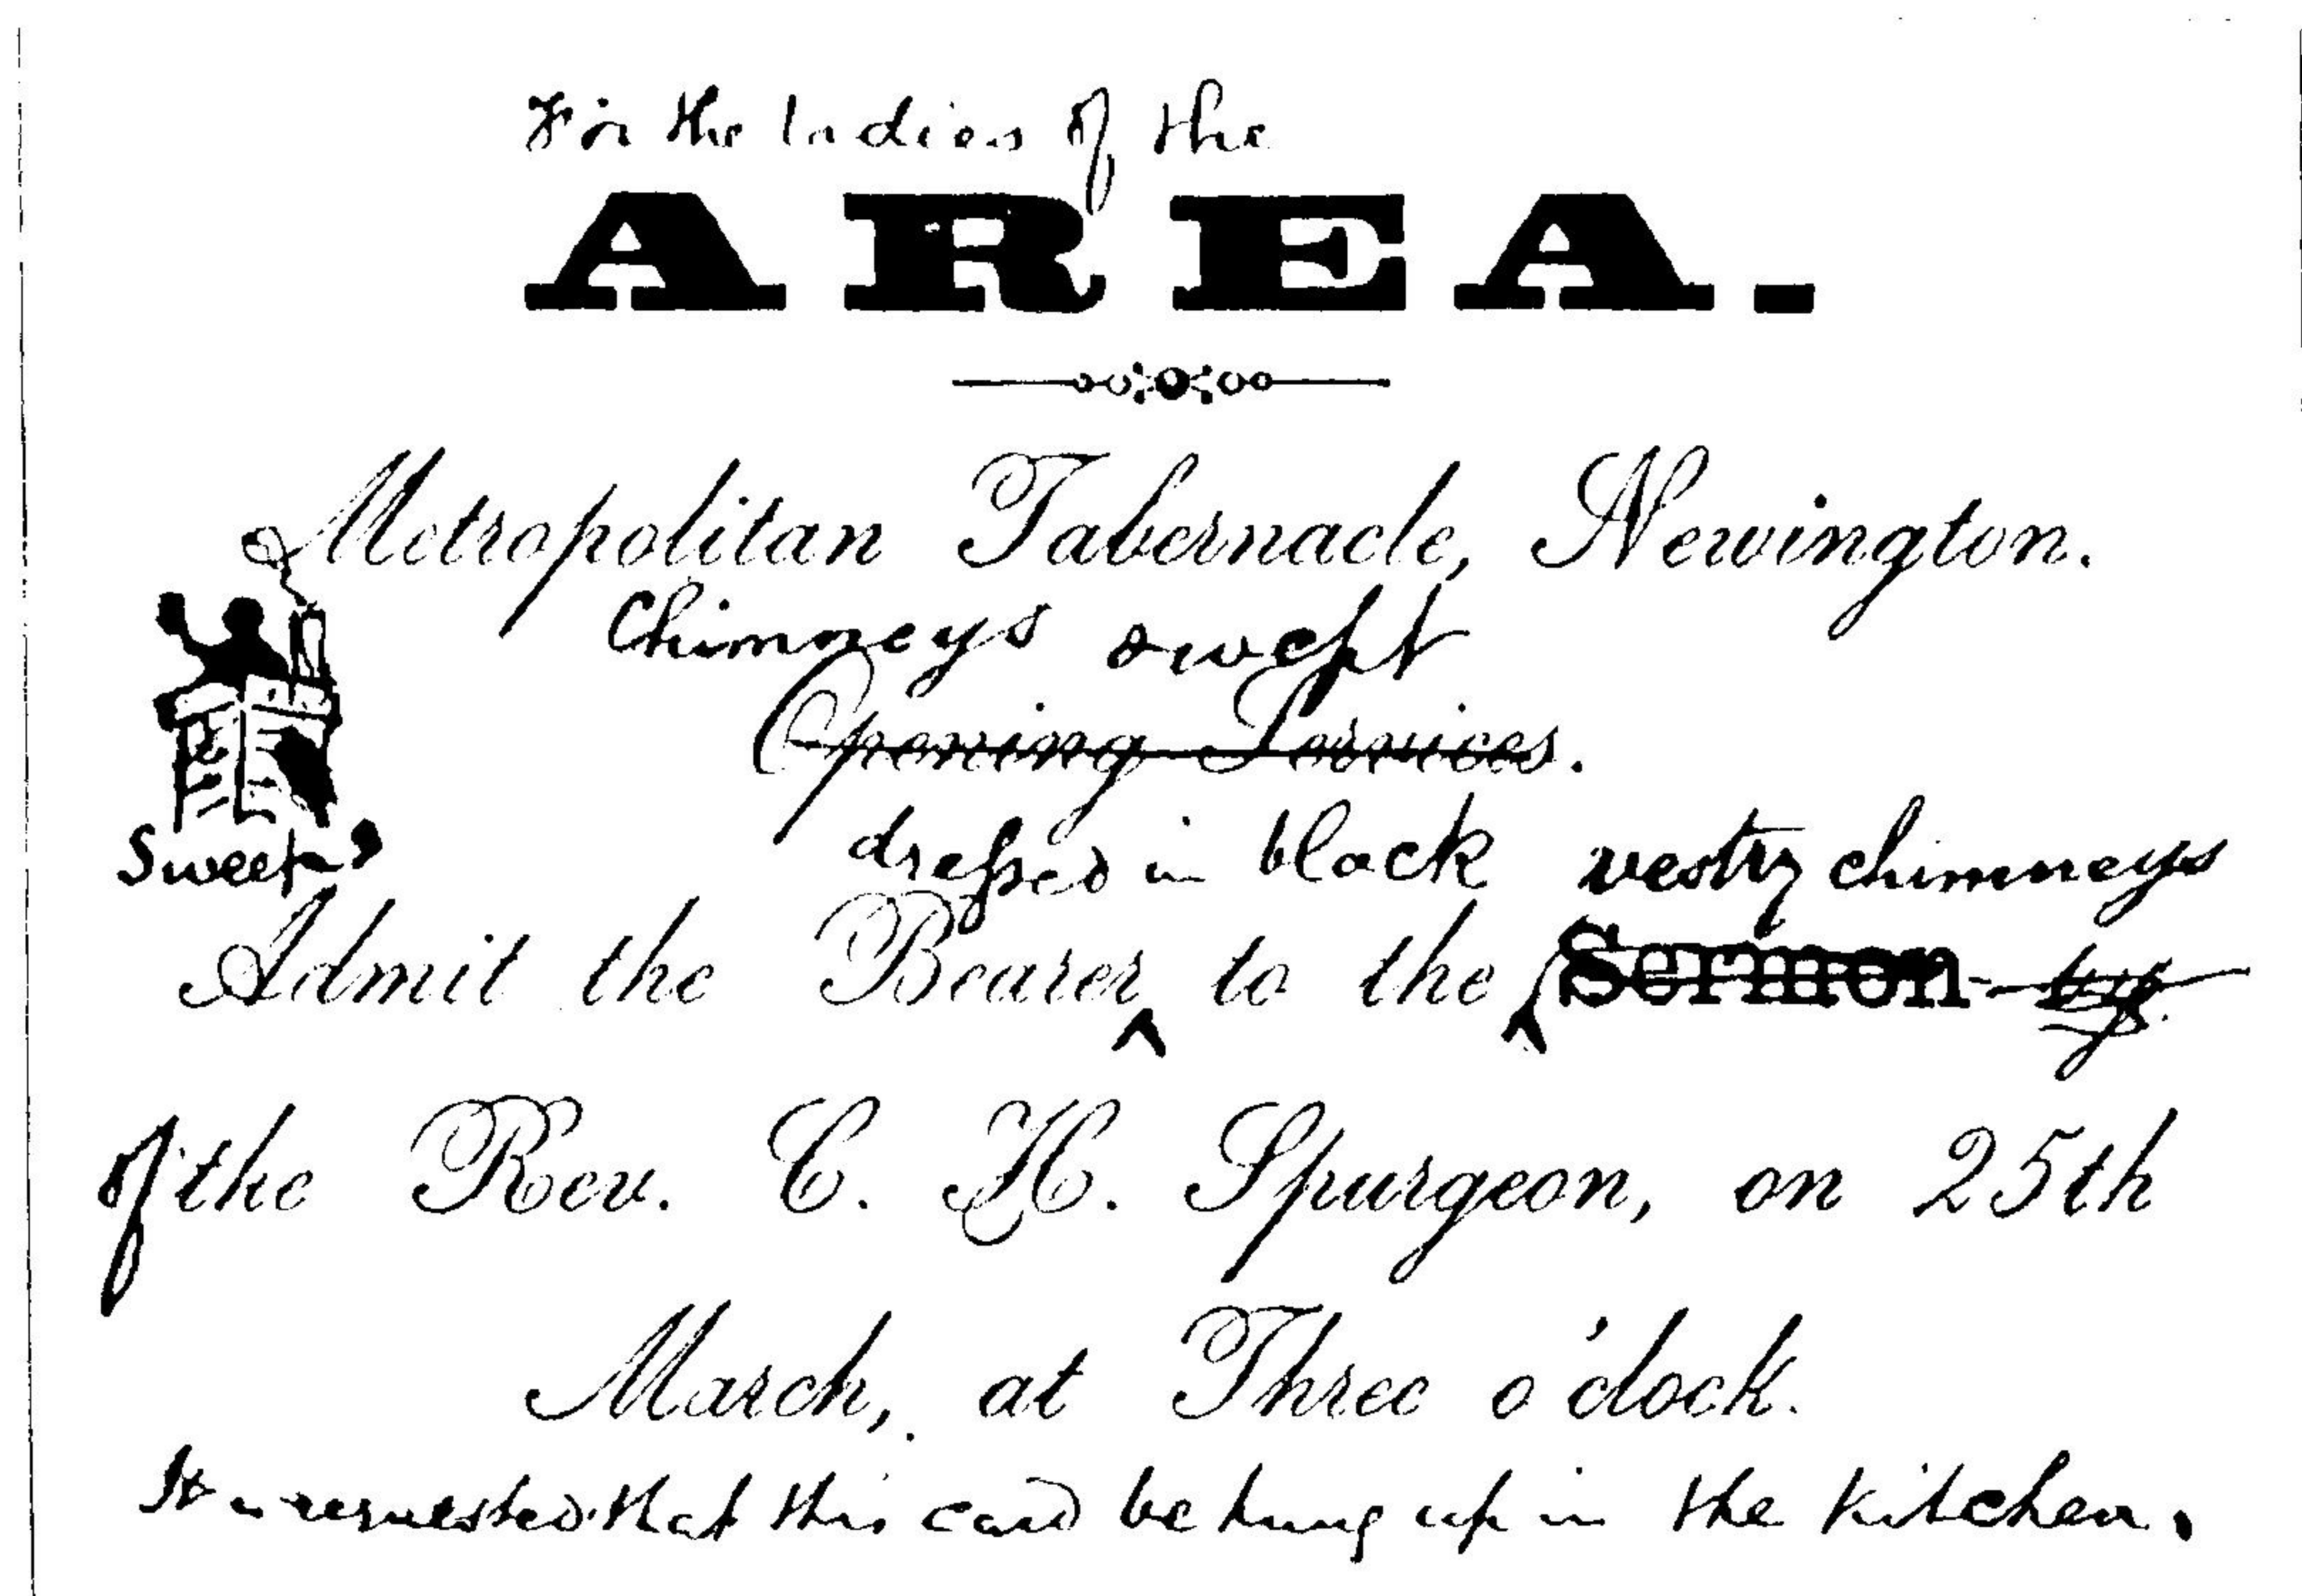 For the ladies of the
AREA.
Metropolitan Tabernacle, Newington.
Chimneys swept
Opening Services.
Sweep
dressed in black vestry chimneys
Admit the Bearer to the Sermon by
of the Rev. C. H. Spurgeon, on 25th
March, at Three o'clock.
It is requested that this card be hung up in the kitchen.